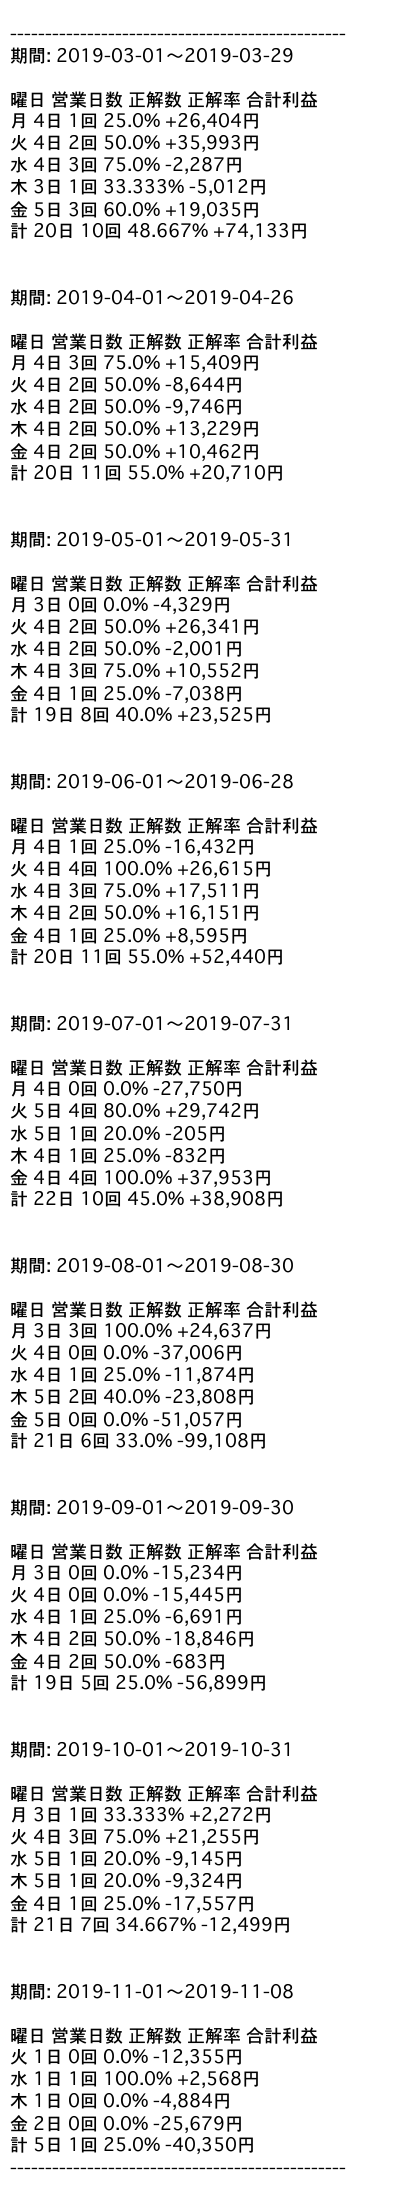 ------------------------------------------------
期間: 2019-03-01〜2019-03-29
曜日 営業日数 正解数 正解率 合計利益
月 4日 1回 25.0% +26,404円
火 4日 2回 50.0% +35,993円
水 4日 3回 75.0% -2,287円
木 3日 1回 33.333% -5,012円
金 5日 3回 60.0% +19,035円
計 20日 10回 48.667% +74,133円
期間: 2019-04-01〜2019-04-26
曜日 営業日数 正解数 正解率 合計利益
月 4日 3回 75.0% +15,409円
火 4日 2回 50.0% -8,644円
水 4日 2回 50.0% -9,746円
木 4日 2回 50.0% +13,229円
金 4日 2回 50.0% +10,462円
計 20日 11回 55.0% +20,710円
期間: 2019-05-01〜2019-05-31
曜日 営業日数 正解数 正解率 合計利益
月 3日 0回 0.0% -4,329円
火 4日 2回 50.0% +26,341円
水 4日 2回 50.0% -2,001円
木 4日 3回 75.0% +10,552円
金 4日 1回 25.0% -7,038円
計 19日 8回 40.0% +23,525円
期間: 2019-06-01〜2019-06-28
曜日 営業日数 正解数 正解率 合計利益
月 4日 1回 25.0% -16,432円
火 4日 4回 100.0% +26,615円
水 4日 3回 75.0% +17,511円
木 4日 2回 50.0% +16,151円
金 4日 1回 25.0% +8,595円
計 20日 11回 55.0% +52,440円
期間: 2019-07-01〜2019-07-31
曜日 営業日数 正解数 正解率 合計利益
月 4日 0回 0.0% -27,750円
火 5日 4回 80.0% +29,742円
水 5日 1回 20.0% -205円
木 4日 1回 25.0% -832円
金 4日 4回 100.0% +37,953円
計 22日 10回 45.0% +38,908円
期間: 2019-08-01〜2019-08-30
曜日 営業日数 正解数 正解率 合計利益
月 3日 3回 100.0% +24,637円
火 4日 0回 0.0% -37,006円
水 4日 1回 25.0% -11,874円
木 5日 2回 40.0% -23,808円
金 5日 0回 0.0% -51,057円
計 21日 6回 33.0% -99,108円
期間: 2019-09-01〜2019-09-30
曜日 営業日数 正解数 正解率 合計利益
月 3日 0回 0.0% -15,234円
火 4日 0回 0.0% -15,445円
水 4日 1回 25.0% -6,691円
木 4日 2回 50.0% -18,846円
金 4日 2回 50.0% -683円
計 19日 5回 25.0% -56,899円
期間: 2019-10-01〜2019-10-31
曜日 営業日数 正解数 正解率 合計利益
月 3日 1回 33.333% +2,272円
火 4日 3回 75.0% +21,255円
水 5日 1回 20.0% -9,145円
木 5日 1回 20.0% -9,324円
金 4日 1回 25.0% -17,557円
計 21日 7回 34.667% -12,499円
期間: 2019-11-01〜2019-11-08
曜日 営業日数 正解数 正解率 合計利益
火 1日 0回 0.0% -12,355円
水 1日 1回 100.0% +2,568円
木 1日 0回 0.0% -4,884円
金 2日 0回 0.0% -25,679円
計 5日 1回 25.0% -40,350円
------------------------------------------------